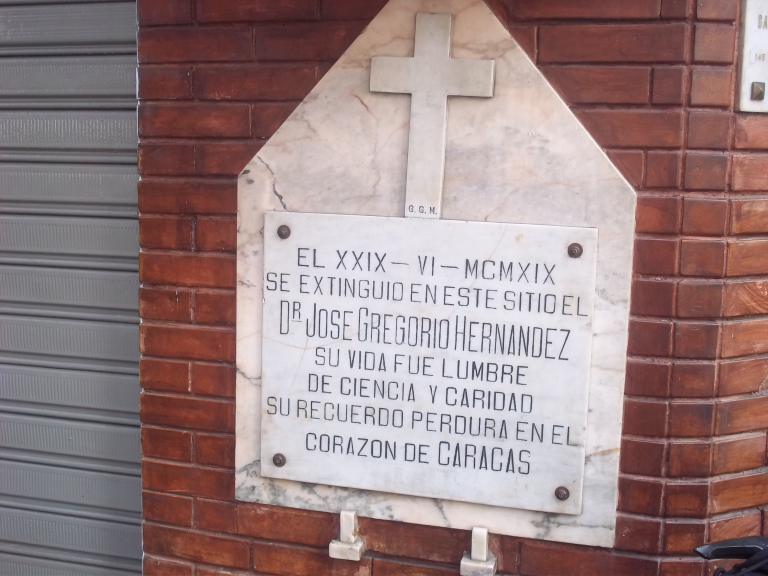 G. G. M.
EL XXIX - VI - MCMXIX
SE EXTINGUIO EN ESTE SITIO EL
DR JOSE GREGORIO HERNANDEZ
SU VIDA FUE LUMBRE
DE CIENCIA Y CARIDAD
SU RECUERDO PERDURA EN EL
CORAZON DE CARACAS